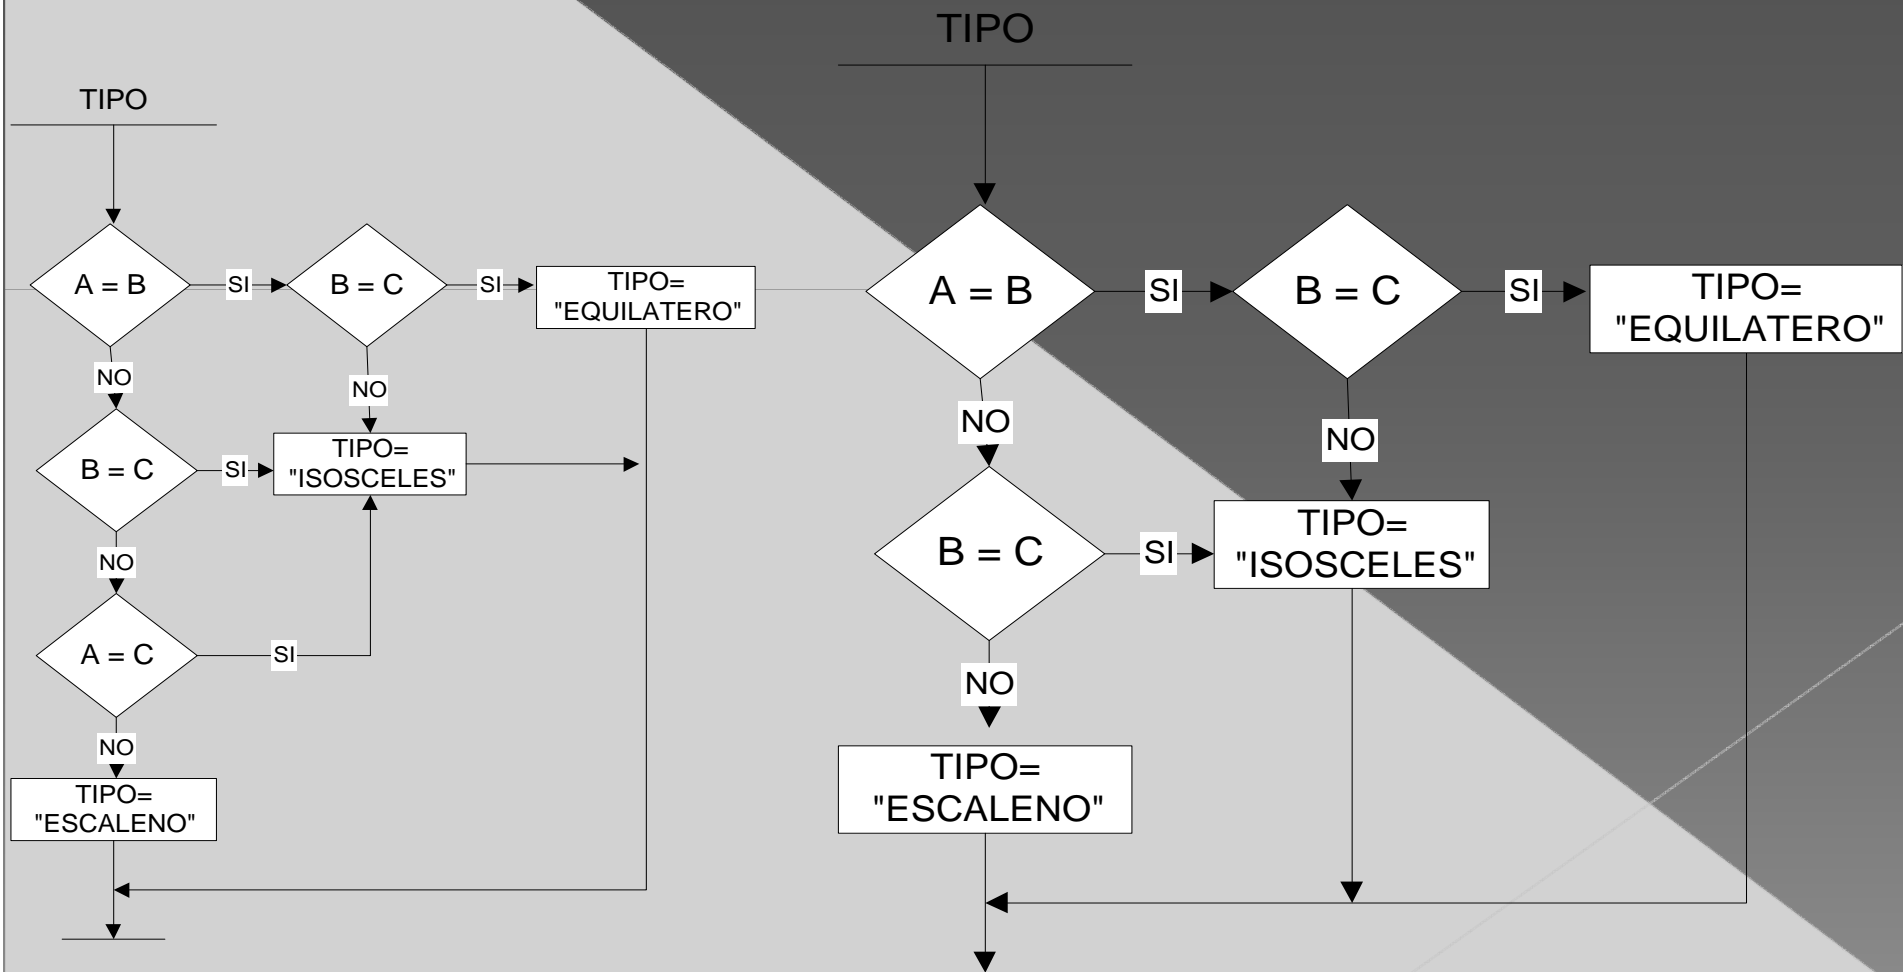 TIPO
A = B
SI
B = C
SI
TIPO=
"EQUILATERO"
NO
NO
B = C
SI
TIPO=
"ISOSCELES"
NO
A = C
SI
NO
TIPO=
"ESCALENO"
TIPO
A = B
SI
B = C
SI
TIPO=
"EQUILATERO"
NO
NO
B = C
SI
TIPO=
"ISOSCELES"
NO
TIPO=
"ESCALENO"